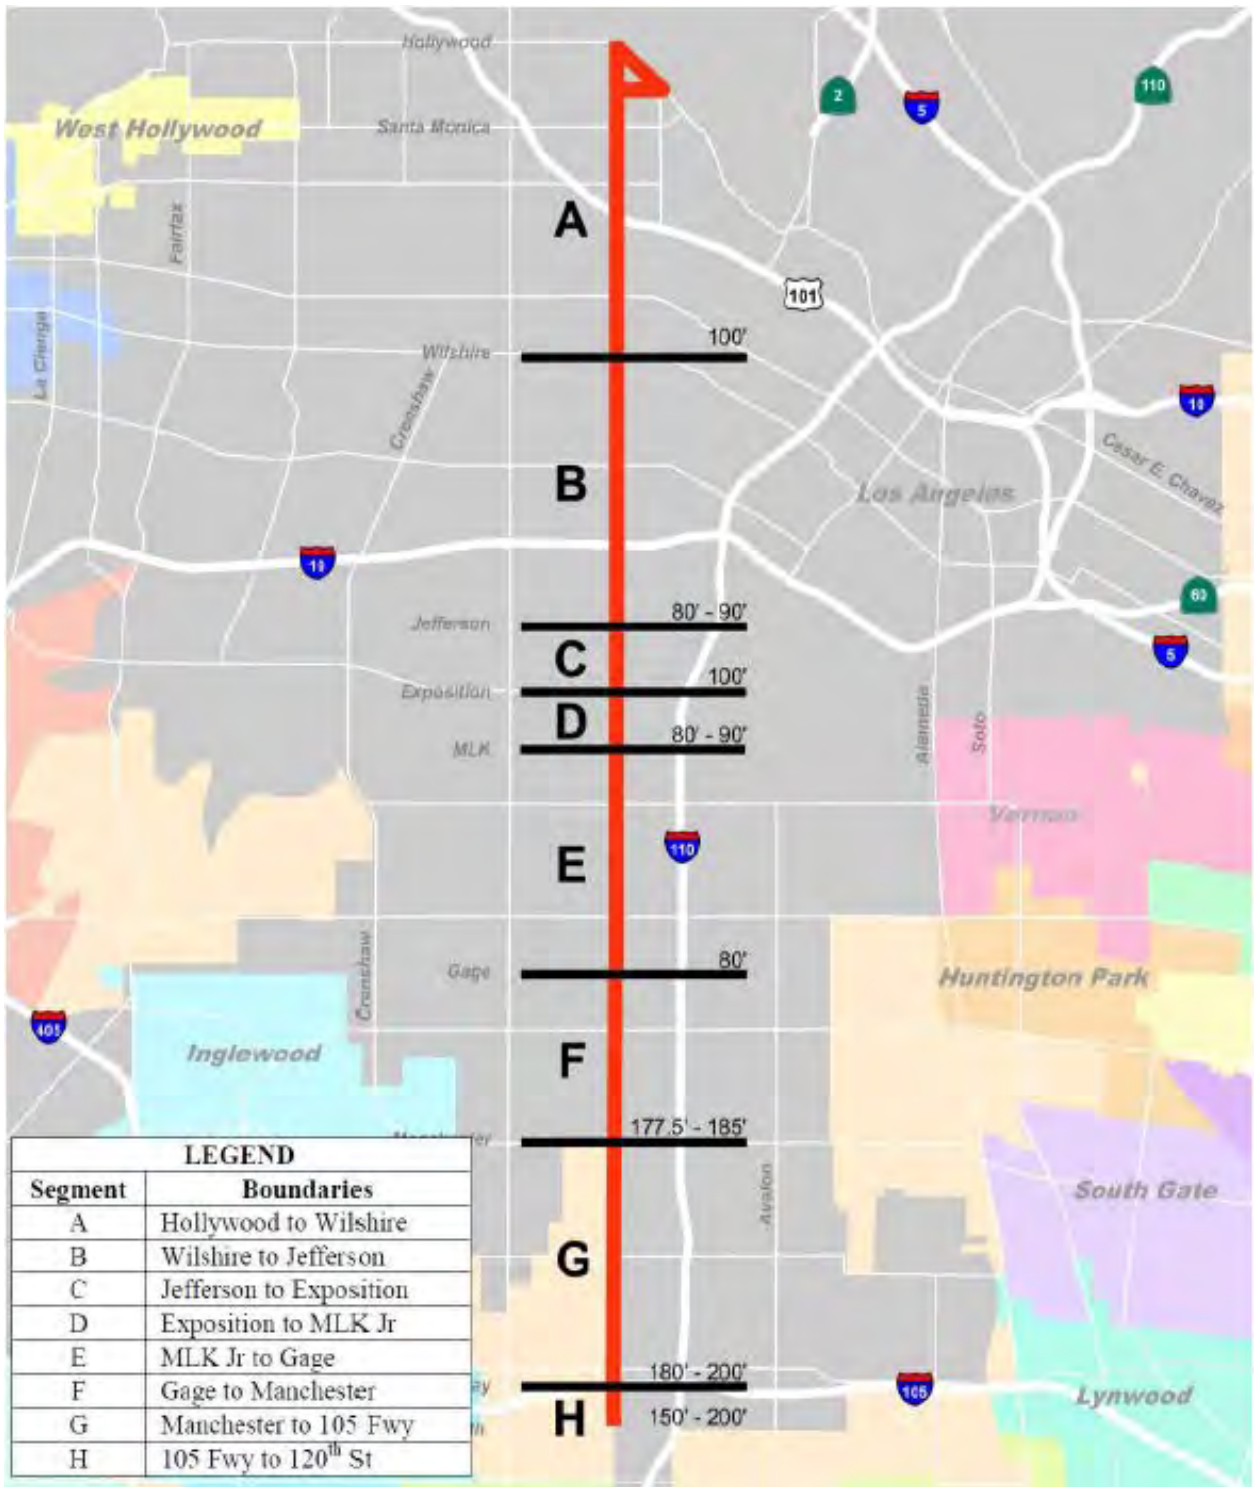 Hollywood
2
5
110
West Hollywood
Santa Monica
Fairfax
A
101
La Cienga
Wilshire
100'
Crenshaw
10
Cesar E. Chavez
B
Los Angeles
10
Jefferson
80' - 90'
60
C
5
Exposition
100'
Alameda
Soto
D
MLK
80' - 90'
Vernon
E
110
Crenshaw
Gage
80'
Huntington Park
405
Inglewood
F
177.5' - 185'
Avalon
South Gate
G
180' - 200'
105
Lynwood
H
150' - 200'
LEGEND
Segment Boundaries
A Hollywood to Wilshire
B Wilshire to Jefferson
C Jefferson to Exposition
D Exposition to MLK Jr
E MLK Jr to Gage
F Gage to Manchester
G Manchester to 105 Fwy
H 105 Fwy to 120th St